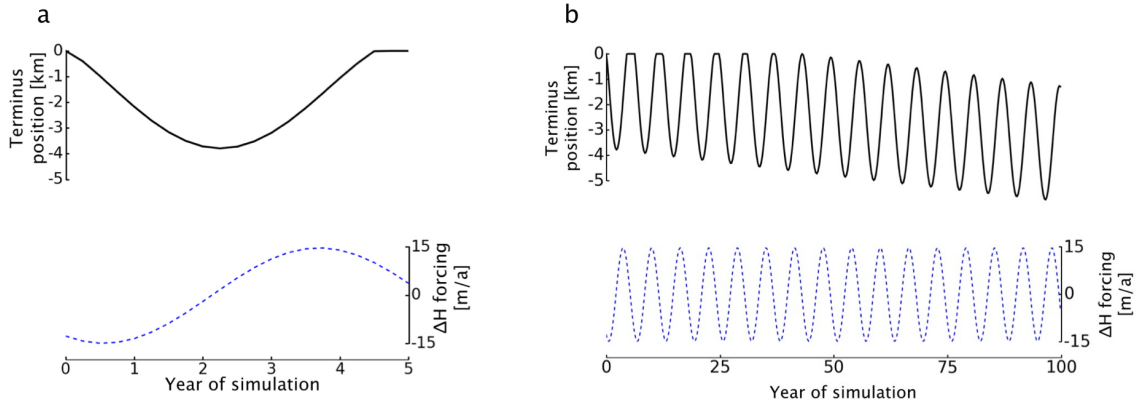 a
Terminus
position [km]
0
-1
-2
-3
-4
-5
15
0
-15
ΔH forcing
[m/a]
0 1 2 3 4 5
Year of simulation
b
Terminus
position [km]
0
-1
-2
-3
-4
-5
15
0
-15
ΔH forcing
[m/a]
0 25 50 75 100
Year of simulation